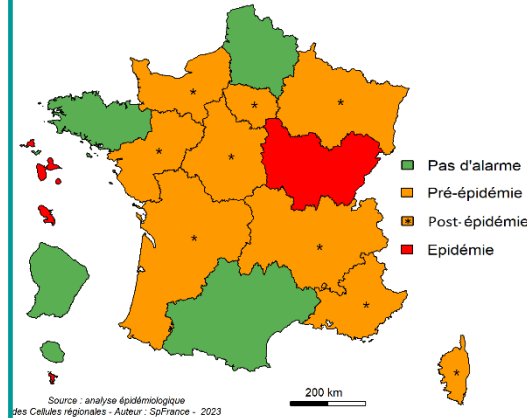 Pas d'alarme
Pré-épidémie
Post-épidémie
Epidémie
200 km
Source : analyse épidémiologique
des Cellules régionales - Auteur : SpFrance - 2023